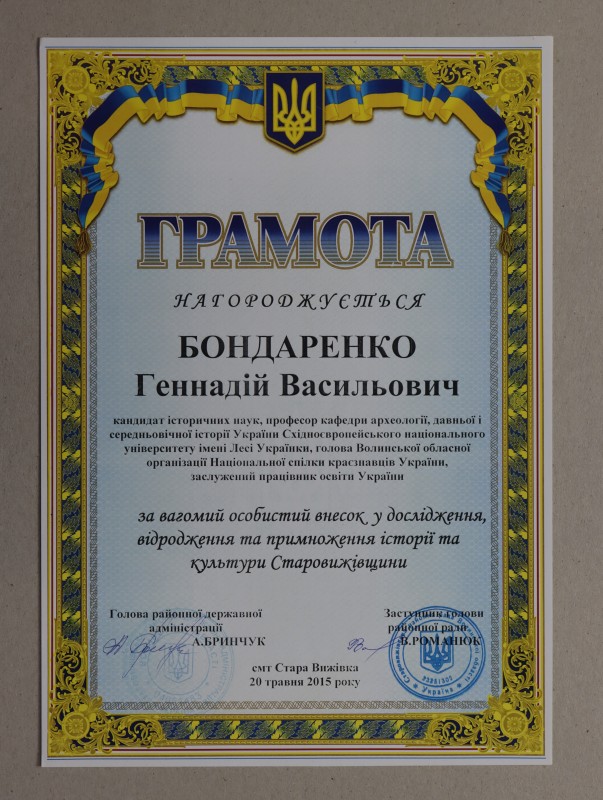 ГРАМОТА
НАГОРОДЖУЄТЬСЯ
БОНДАРЕНКО
Геннадій Васильович
кандидат історичних наук, професор кафедри археології, давньої і
середньовічної історії України Східноєвропейського національного
університету імені Лесі Українки, голова Волинської обласної
організації Національної спілки краєзнавців України,
заслужений працівник освіти України
за вагомий особистий внесок у дослідження,
відродження та примноження історії та
культури Старовижівщини
Голова районної державної
адміністрації
А.БРИНЧУК
Заступник голови
районної ради
В.РОМАНЮК
Україна
смт Стара Вижівка
20 травня 2015 року